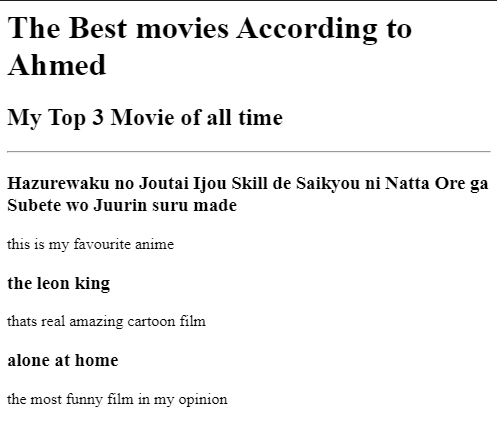 The Best movies According to
Ahmed
My Top 3 Movie of all time
Hazurewaku no Joutai Ijou Skill de Saikyou ni Natta Ore ga
Subete wo Juurin suru made
this is my favourite anime
the leon king
thats real amazing cartoon film
alone at home
the most funny film in my opinion